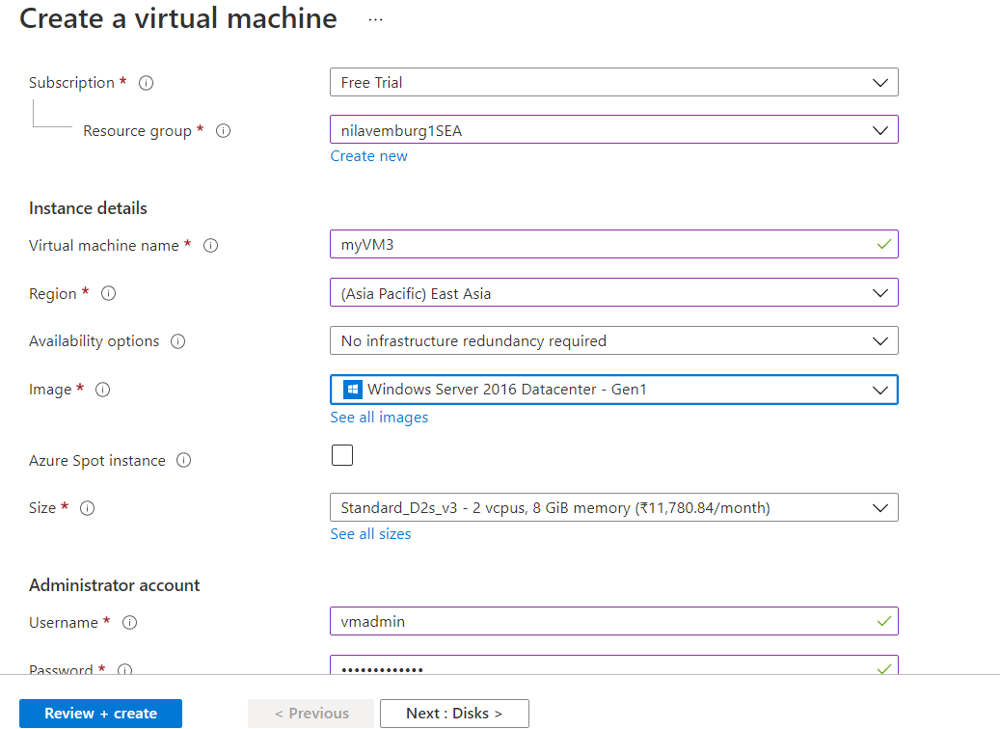 Create a virtual machine ...
Subscription * Free Trial
Resource group * nilavemburg1SEA
Create new
Instance details
Virtual machine name * myVM3
Region * (Asia Pacific) East Asia
Availability options No infrastructure redundancy required
Image * Windows Server 2016 Datacenter - Gen1
See all images
Azure Spot instance
Size * Standard_D2s_v3 - 2 vcpus, 8 GiB memory (₹11,780.84/month)
See all sizes
Administrator account
Username * vmadmin
Password * •••••••••••••
Review + create < Previous Next : Disks >